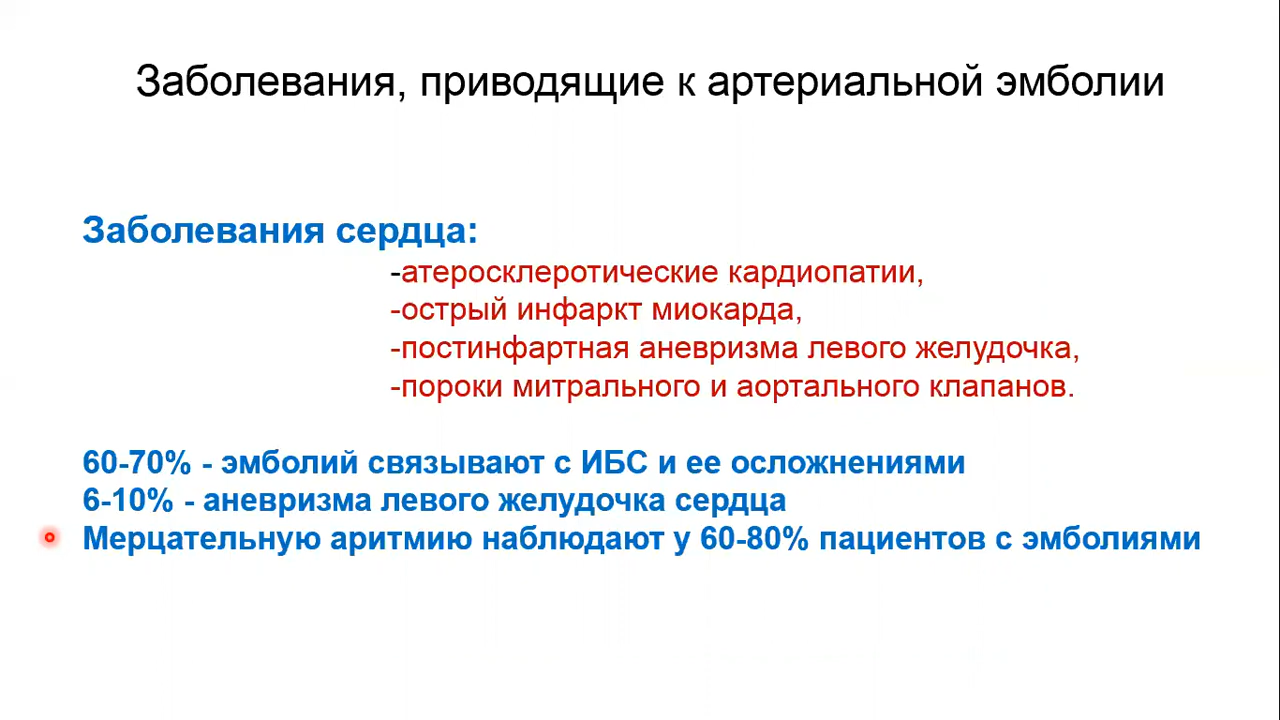 Заболевания, приводящие к артериальной эмболии
Заболевания сердца:
-атеросклеротические кардиопатии,
-острый инфаркт миокарда,
-постинфартная аневризма левого желудочка,
-пороки митрального и аортального клапанов.
60-70% - эмболий связывают с ИБС и ее осложнениями
6-10% - аневризма левого желудочка сердца
Мерцательную аритмию наблюдают у 60-80% пациентов с эмболиями